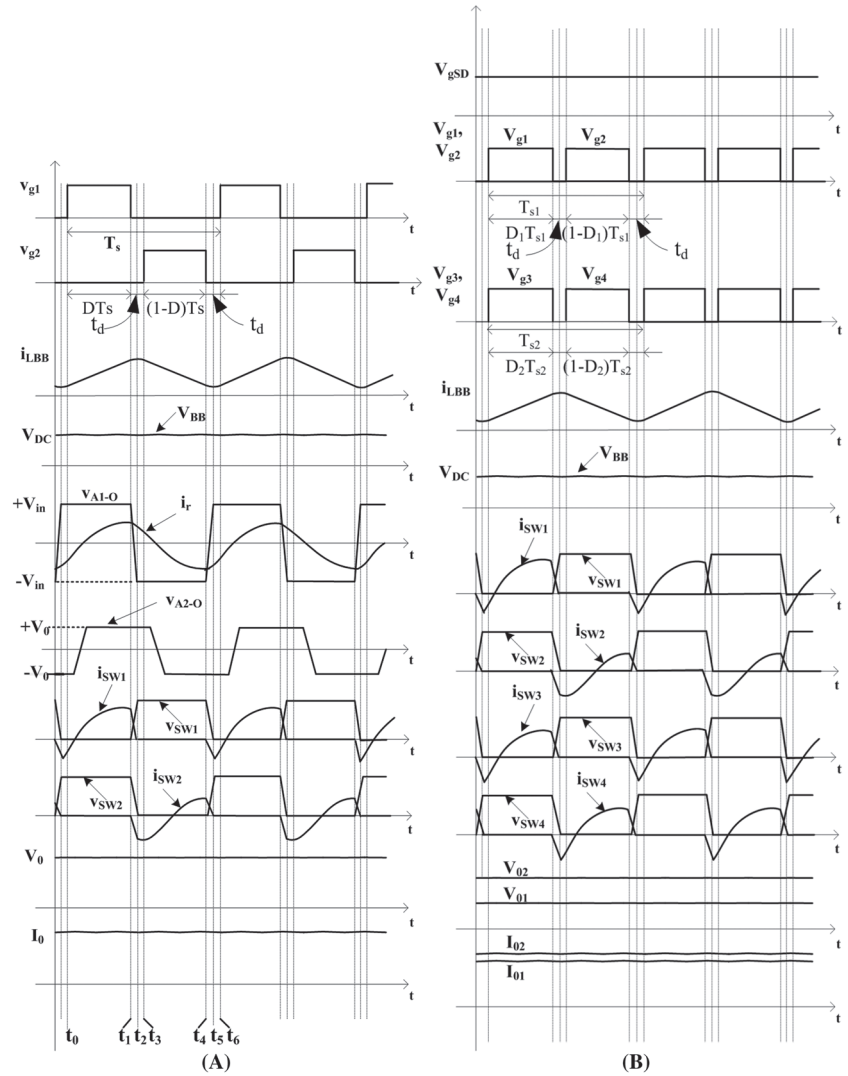 v_g1
t
T_s
v_g2
DTs (1-D)Ts
t
t_d t_d
i_LBB
t
V_DC V_BB
t
+V_in v_A1-O i_r
t
-V_in
v_A2-O
+V_0
t
-V_0
i_SW1
v_SW1
t
i_SW2
v_SW2
t
V_0
t
I_0
t
t_0 t_1 t_2 t_3 t_4 t_5 t_6
(A)
V_gSD
t
V_g1,
V_g2
V_g1 V_g2
t
T_s1
D_1T_s1 (1-D_1)T_s1
t_d t_d
V_g3,
V_g4
V_g3 V_g4
t
T_s2
D_2T_s2 (1-D_2)T_s2
i_LBB
t
V_DC V_BB
t
i_SW1
v_SW1
t
i_SW2
v_SW2
t
i_SW3
v_SW3
t
i_SW4
v_SW4
t
V_02
V_01
t
I_02
I_01
t
(B)